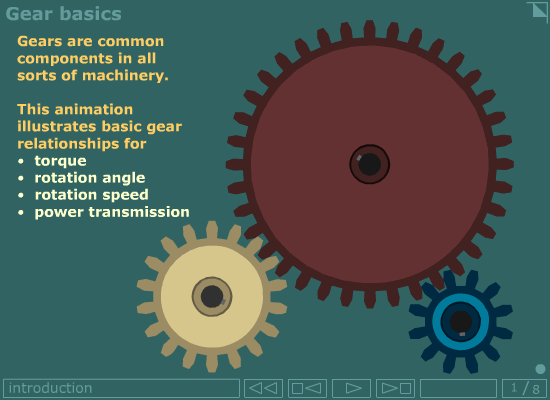 Gear basics
Gears are common
components in all
sorts of machinery.
This animation
illustrates basic gear
relationships for
• torque
• rotation angle
• rotation speed
• power transmission
introduction
1/8